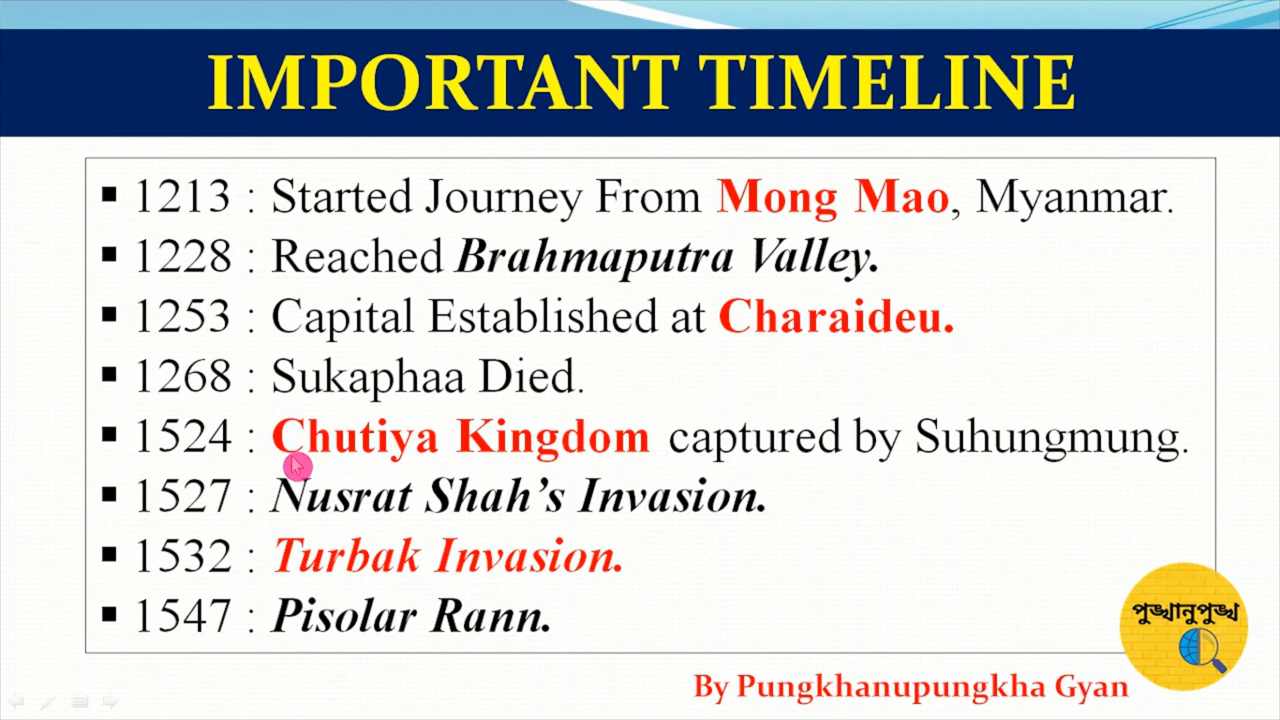 IMPORTANT TIMELINE
▪ 1213 : Started Journey From Mong Mao, Myanmar.
▪ 1228 : Reached Brahmaputra Valley.
▪ 1253 : Capital Established at Charaideu.
▪ 1268 : Sukaphaa Died.
▪ 1524 : Chutiya Kingdom captured by Suhungmung.
▪ 1527 : Nusrat Shah’s Invasion.
▪ 1532 : Turbak Invasion.
▪ 1547 : Pisolar Rann.
পুঙ্খানুপুঙ্খ
By Pungkhanupungkha Gyan